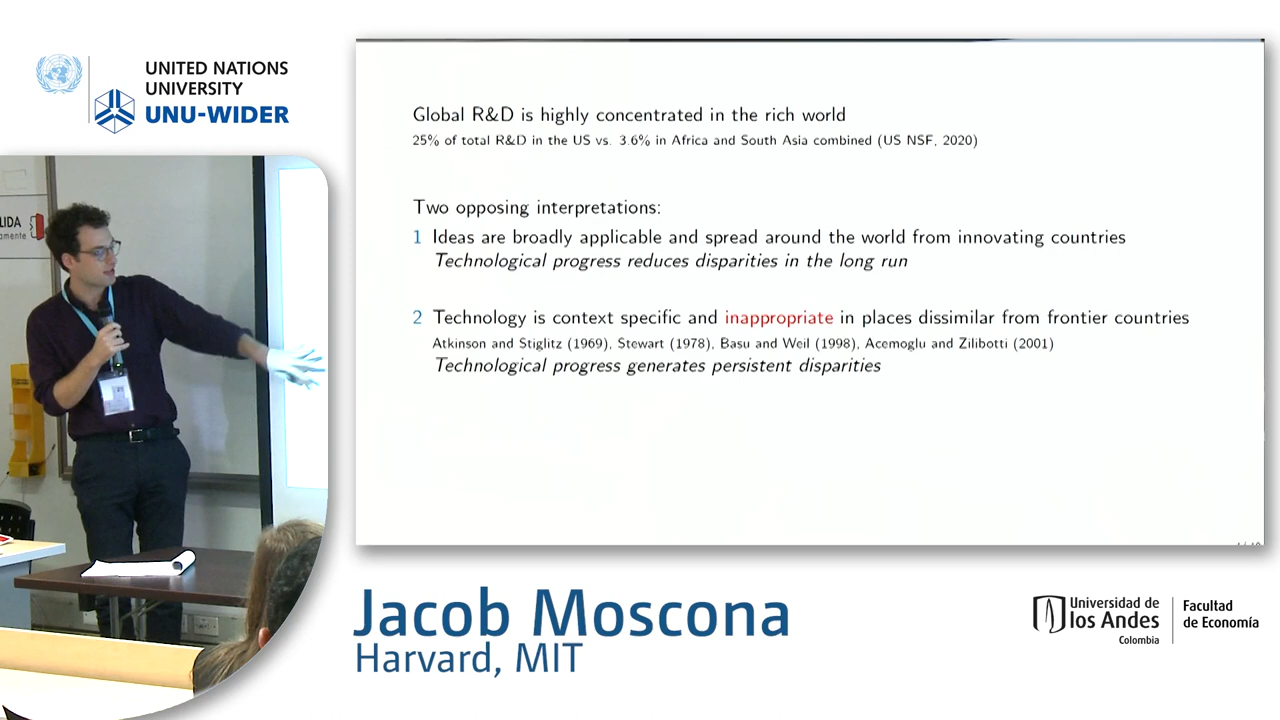 UNITED NATIONS
UNIVERSITY
UNU-WIDER
LIDA
amente
Global R&D is highly concentrated in the rich world
25% of total R&D in the US vs. 3.6% in Africa and South Asia combined (US NSF, 2020)
Two opposing interpretations:
1 Ideas are broadly applicable and spread around the world from innovating countries
Technological progress reduces disparities in the long run
2 Technology is context specific and inappropriate in places dissimilar from frontier countries
Atkinson and Stiglitz (1969), Stewart (1978), Basu and Weil (1998), Acemoglu and Zilibotti (2001)
Technological progress generates persistent disparities
Jacob Moscona
Harvard, MIT
Universidad de
los Andes
Colombia
Facultad
de Economía